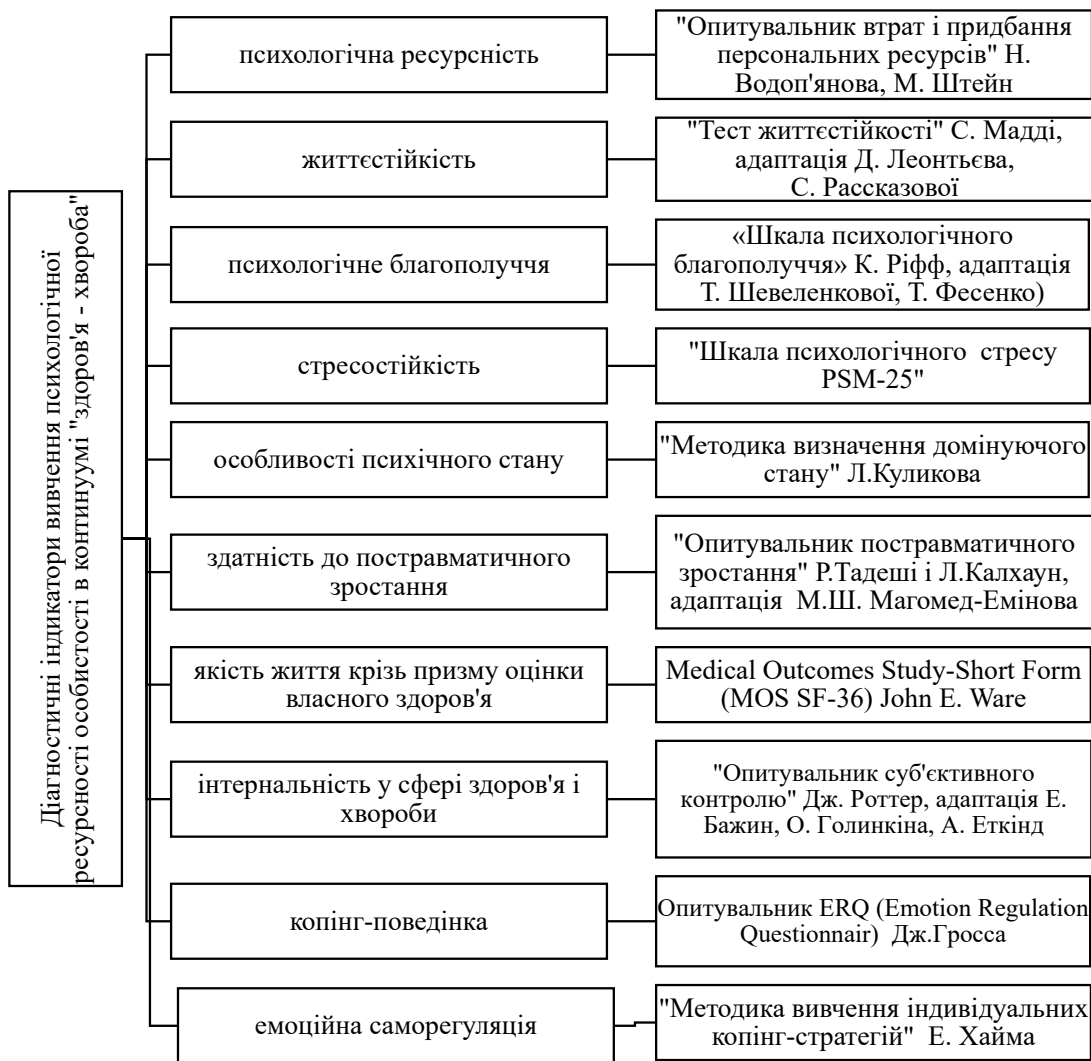 Діагностичні індикатори вивчення психологічної
ресурсності особистості в континуумі "здоров'я - хвороба"
психологічна ресурсність
"Опитувальник втрат і придбання
персональних ресурсів" Н.
Водоп'янова, М. Штейн
життєстійкість
"Тест життєстійкості" С. Мадді,
адаптація Д. Леонтьєва,
С. Рассказової
психологічне благополуччя
«Шкала психологічного
благополуччя» К. Ріфф, адаптація
Т. Шевеленкової, Т. Фесенко)
стресостійкість
"Шкала психологічного стресу
PSM-25"
особливості психічного стану
"Методика визначення домінуючого
стану" Л.Куликова
здатність до постравматичного
зростання
"Опитувальник постравматичного
зростання" Р.Тадеші і Л.Калхаун,
адаптація М.Ш. Магомед-Емінова
якість життя крізь призму оцінки
власного здоров'я
Medical Outcomes Study-Short Form
(MOS SF-36) John E. Ware
інтернальність у сфері здоров'я і
хвороби
"Опитувальник суб'єктивного
контролю" Дж. Роттер, адаптація Е.
Бажин, О. Голинкіна, А. Еткінд
копінг-поведінка
Опитувальник ERQ (Emotion Regulation
Questionnair) Дж.Гросса
емоційна саморегуляція
"Методика вивчення індивідуальних
копінг-стратегій" Е. Хайма